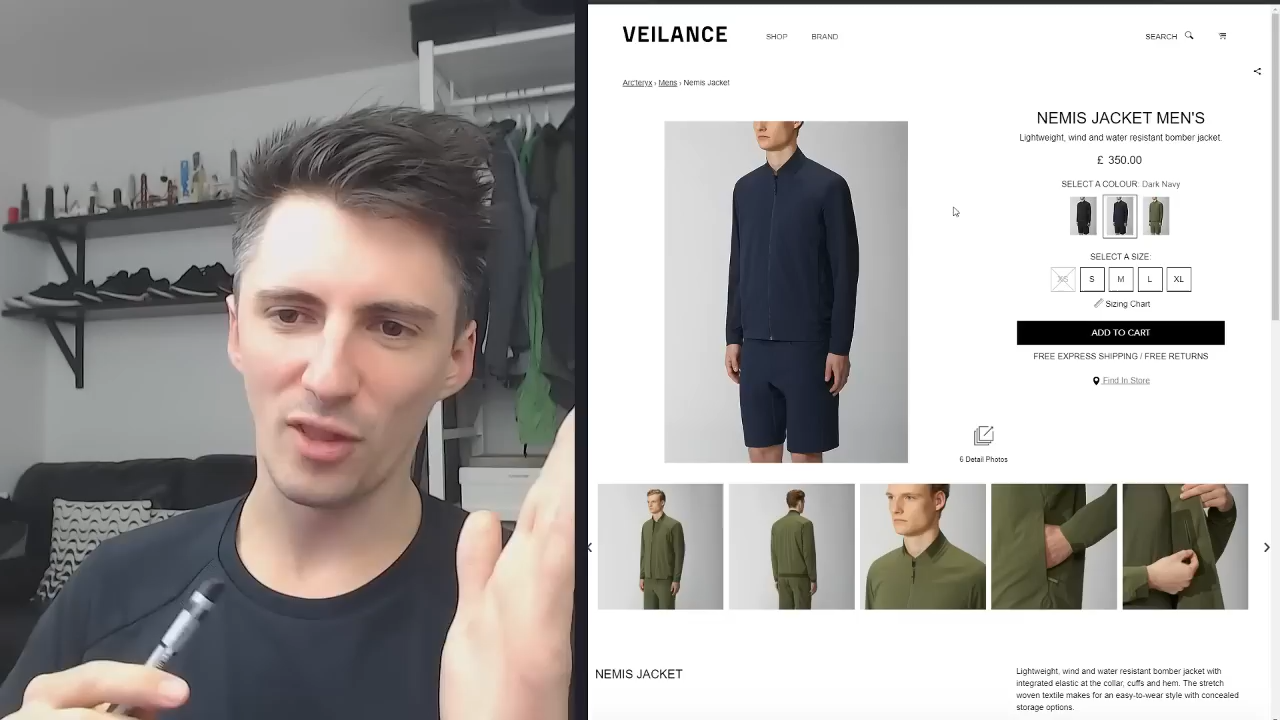 VEILANCE
SHOP
BRAND
SEARCH
Arc'teryx › Mens › Nemis Jacket
NEMIS JACKET MEN'S
Lightweight, wind and water resistant bomber jacket.
£ 350.00
SELECT A COLOUR: Dark Navy
SELECT A SIZE:
XS S M L XL
Sizing Chart
ADD TO CART
FREE EXPRESS SHIPPING / FREE RETURNS
Find In Store
6 Detail Photos
NEMIS JACKET
Lightweight, wind and water resistant bomber jacket with
integrated elastic at the collar, cuffs and hem. The stretch
woven textile makes for an easy-to-wear style with concealed
storage options.